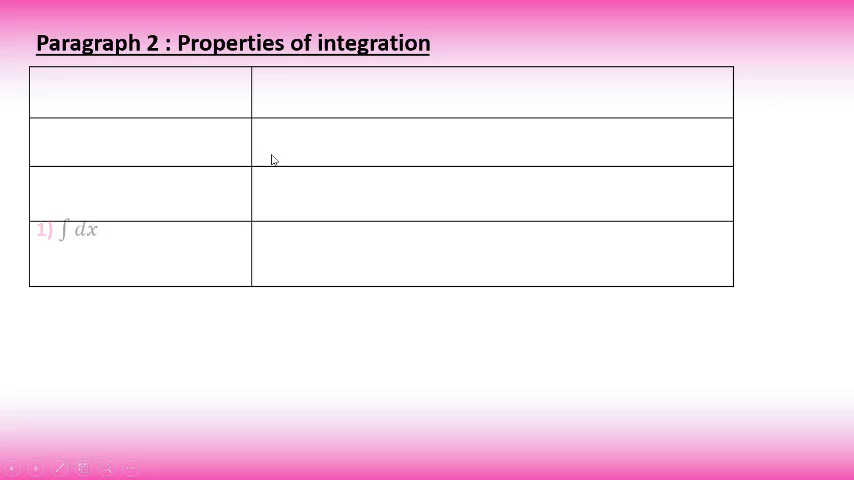 Paragraph 2 : Properties of integration
1) ∫ dx